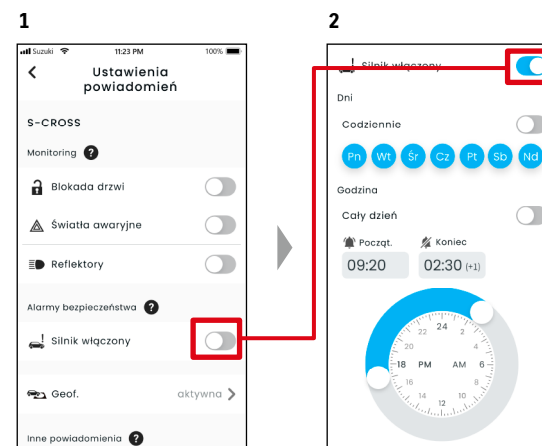 1
Suzuki 11:23 PM 100%
Ustawienia
powiadomień
S-CROSS
Monitoring ?
Blokada drzwi
Światła awaryjne
Reflektory
Alarmy bezpieczeństwa ?
Silnik włączony
Geof. aktywna
Inne powiadomienia ?
2
Silnik włączony
Dni
Codziennie
Pn Wt Śr Cz Pt Sb Nd
Godzina
Cały dzień
Począt. Koniec
09:20 02:30 (+1)
22 24 2
20 4
18 PM AM 6
16 8
14 12 10